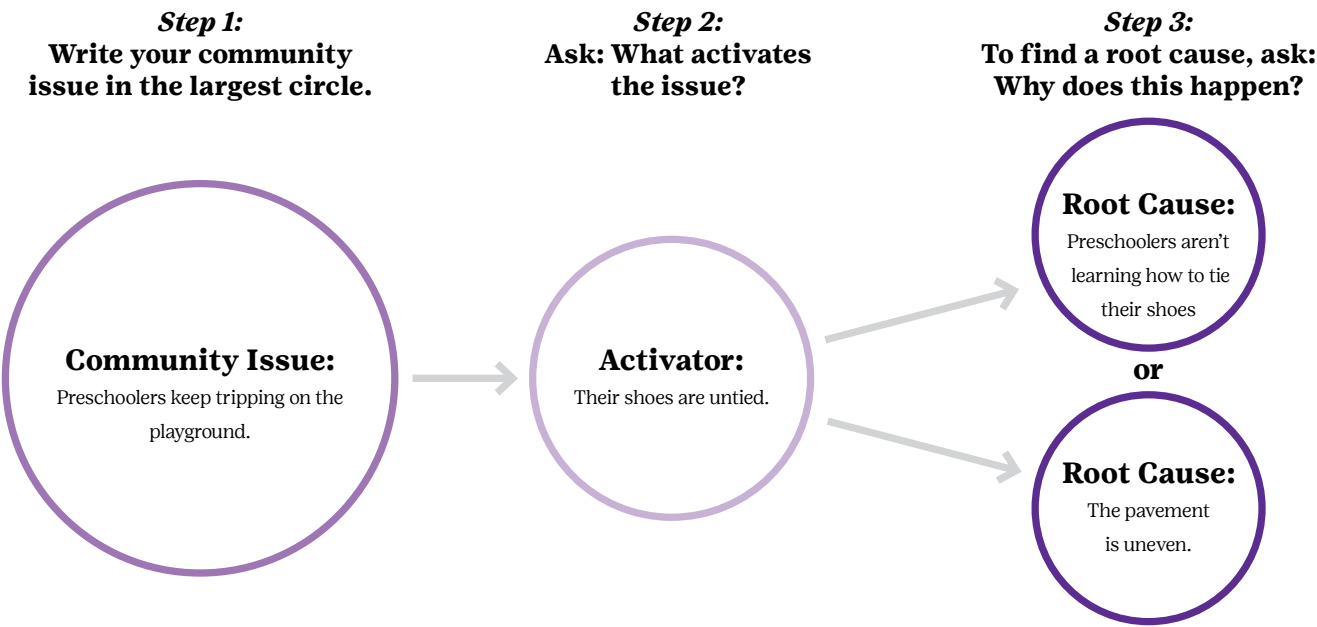 Step 1:
Write your community
issue in the largest circle.
Step 2:
Ask: What activates
the issue?
Step 3:
To find a root cause, ask:
Why does this happen?
Community Issue:
Preschoolers keep tripping on the
playground.
Activator:
Their shoes are untied.
Root Cause:
Preschoolers aren’t
learning how to tie
their shoes
or
Root Cause:
The pavement
is uneven.